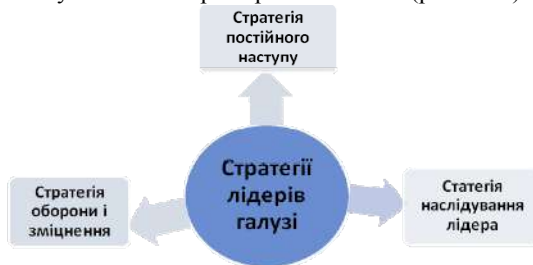 Стратегія
постійного
наступу
Стратегії
лідерів
галузі
Стратегія
оборони і
зміцнення
Статегія
наслідування
лідера